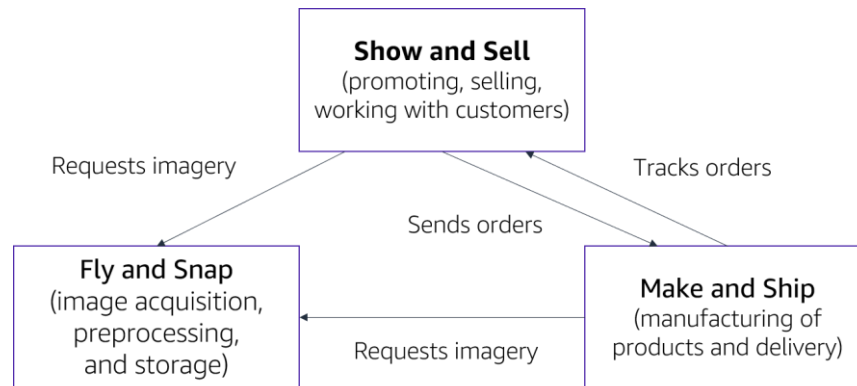 Show and Sell
(promoting, selling,
working with customers)
Requests imagery
Tracks orders
Sends orders
Fly and Snap
(image acquisition,
preprocessing,
and storage)
Make and Ship
(manufacturing of
products and delivery)
Requests imagery